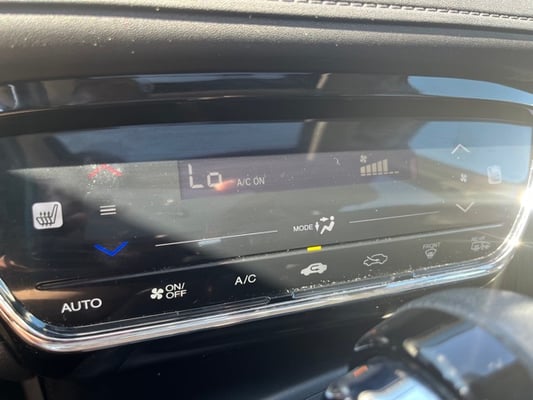 Lo A/C ON
MODE
AUTO ON/OFF A/C FRONT